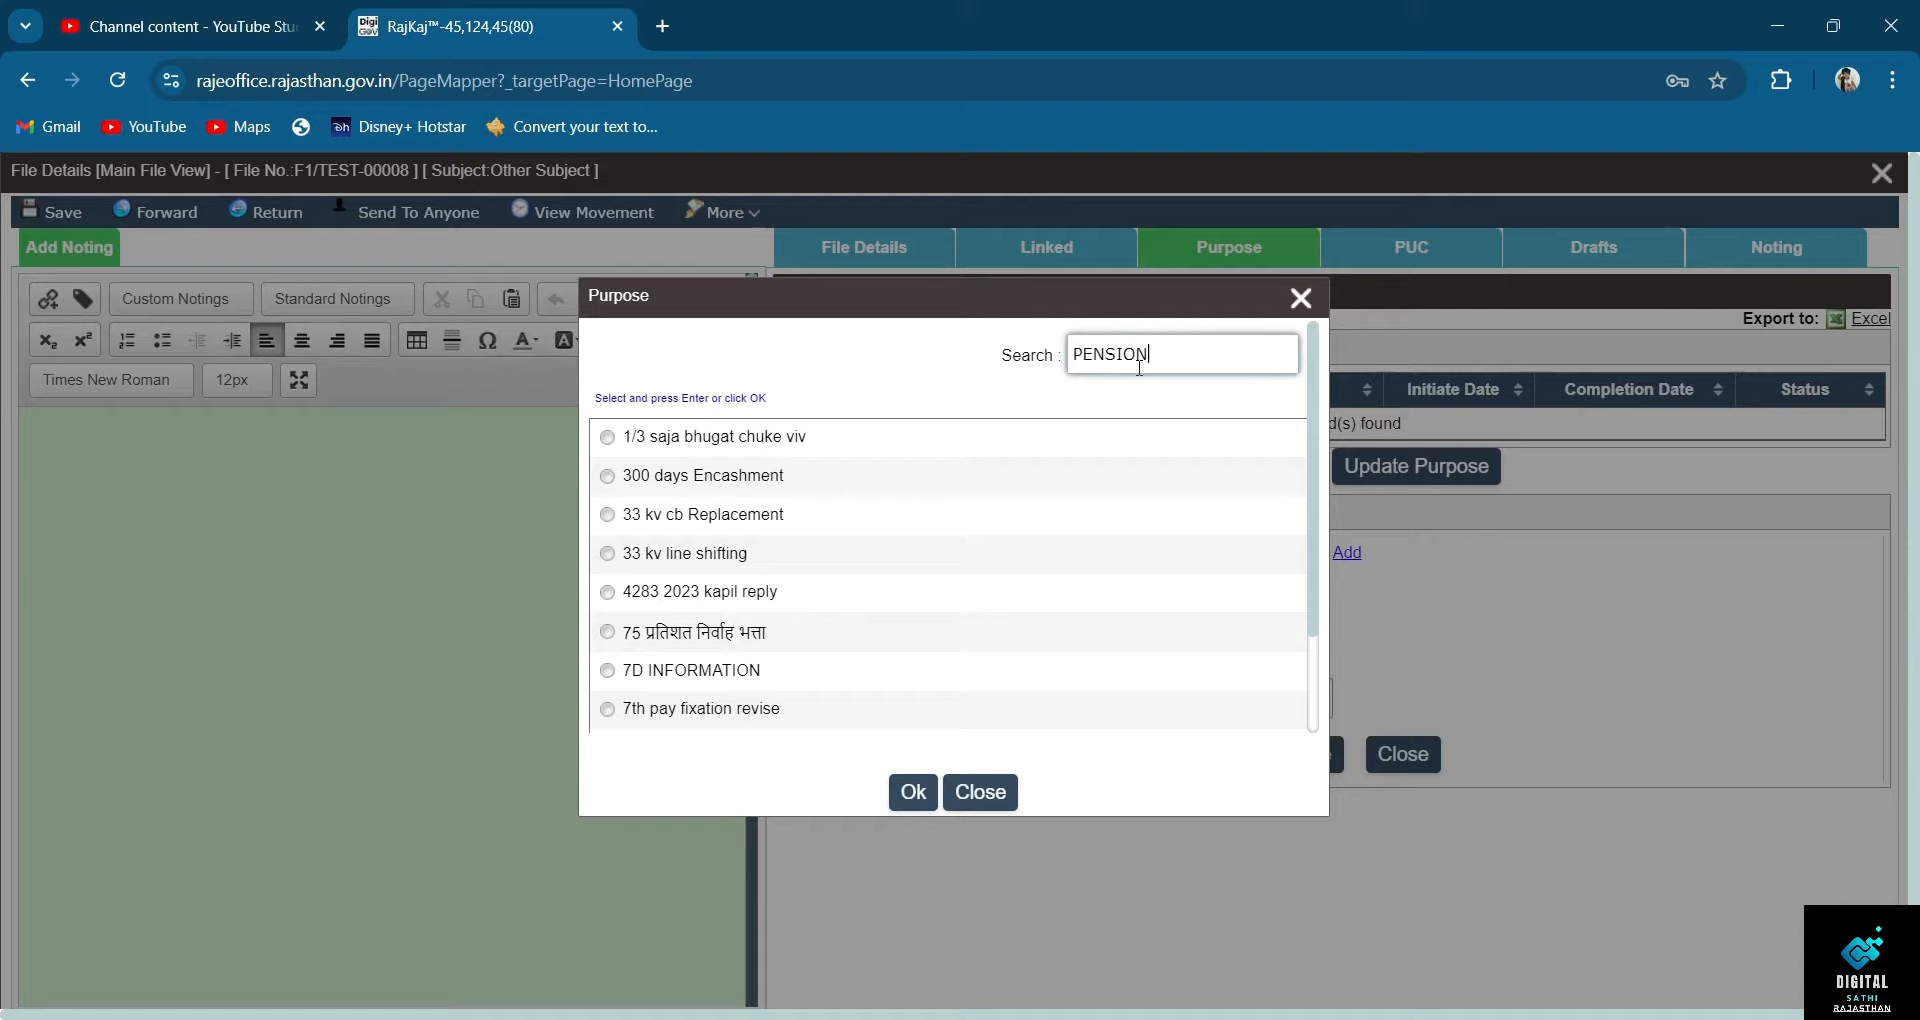 Channel content - YouTube Stu
RajKaj™-45,124,45(80)
rajeoffice.rajasthan.gov.in/PageMapper?_targetPage=HomePage
Gmail YouTube Maps Disney+ Hotstar Convert your text to...
File Details [Main File View] - [ File No.:F1/TEST-00008 ] [ Subject:Other Subject ]
Save Forward Return Send To Anyone View Movement More
Add Noting
File Details Linked Purpose PUC Drafts Noting
Custom Notings Standard Notings
Times New Roman 12px
Purpose
Search : PENSION
Select and press Enter or click OK
1/3 saja bhugat chuke viv
300 days Encashment
33 kv cb Replacement
33 kv line shifting
4283 2023 kapil reply
75 प्रतिशत निर्वाह भत्ता
7D INFORMATION
7th pay fixation revise
Ok Close
Export to: Excel
Initiate Date Completion Date Status
d(s) found
Update Purpose
Add
Close
DIGITAL
SATHI
RAJASTHAN